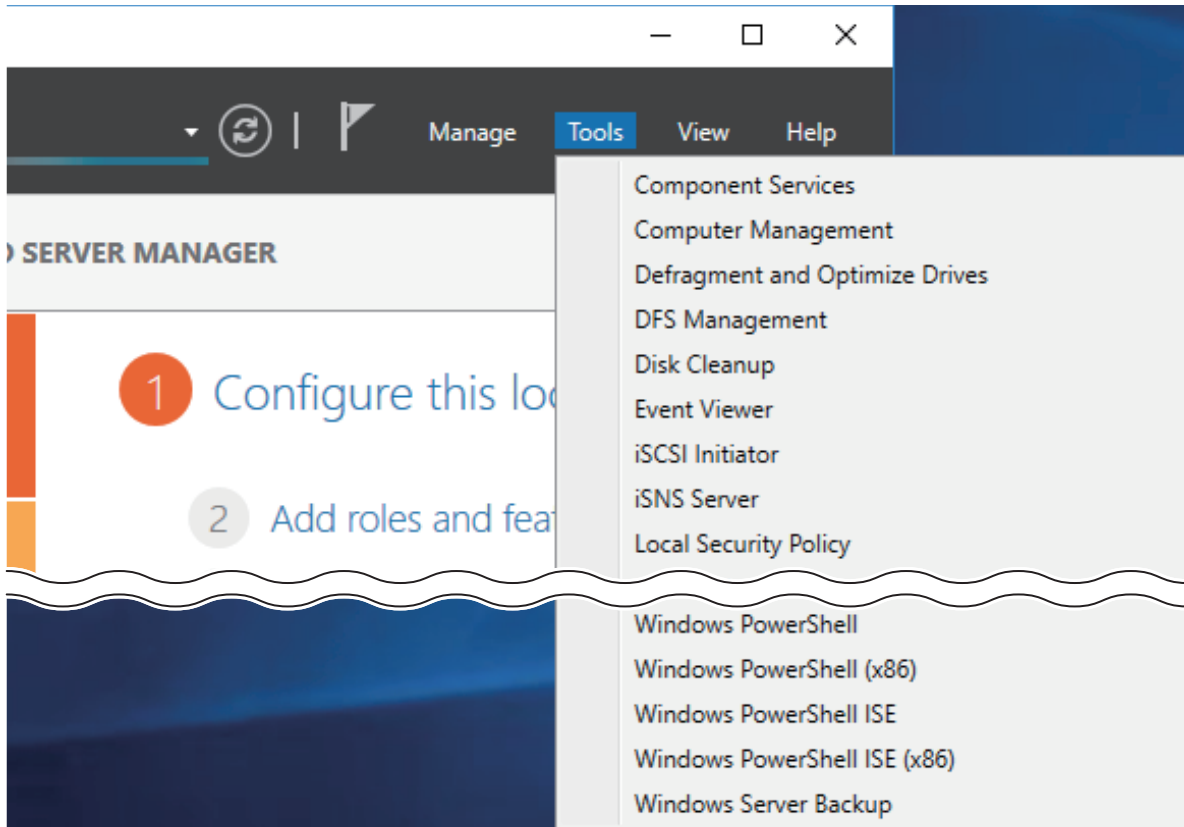 Manage Tools View Help
SERVER MANAGER
1 Configure this
2 Add roles and
Component Services
Computer Management
Defragment and Optimize Drives
DFS Management
Disk Cleanup
Event Viewer
iSCSI Initiator
iSNS Server
Local Security Policy
Windows PowerShell
Windows PowerShell (x86)
Windows PowerShell ISE
Windows PowerShell ISE (x86)
Windows Server Backup